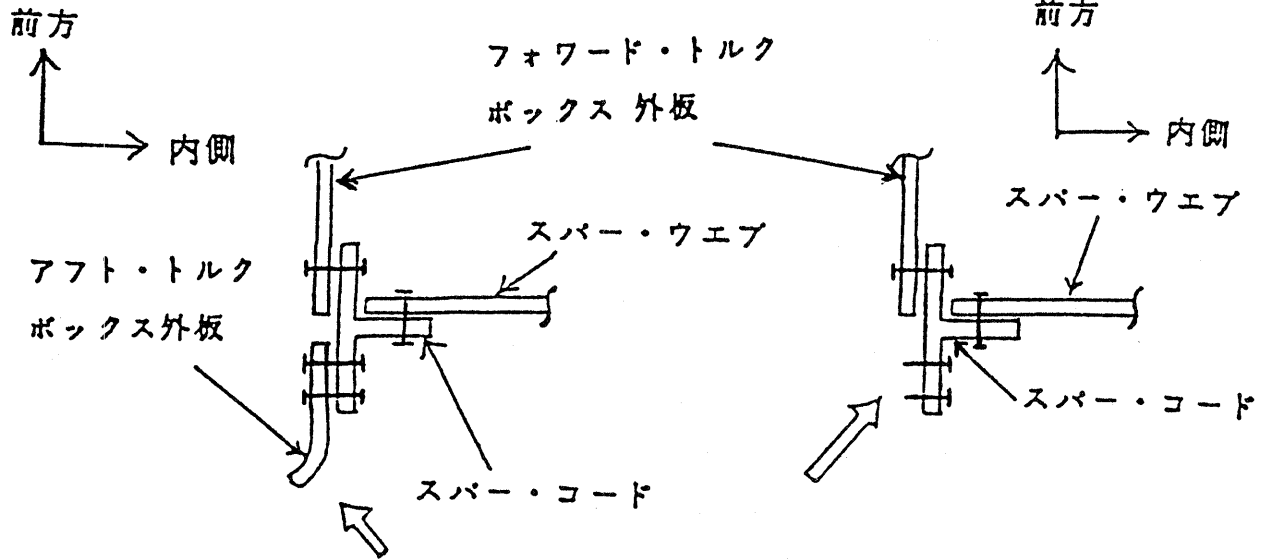 前方
内側
フォワード・トルク
ボックス 外板
スパー・ウエブ
アフト・トルク
ボックス外板
スパー・コード
前方
内側
スパー・ウエブ
スパー・コード